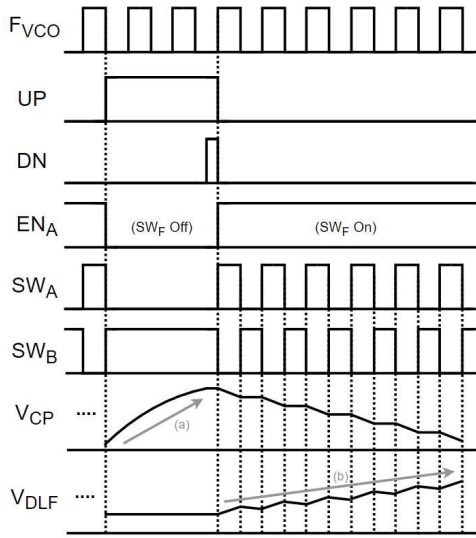 FVCO
UP
DN
ENA
(SWF Off) (SWF On)
SWA
SWB
VCP
....
(a)
(b)
VDLF
....